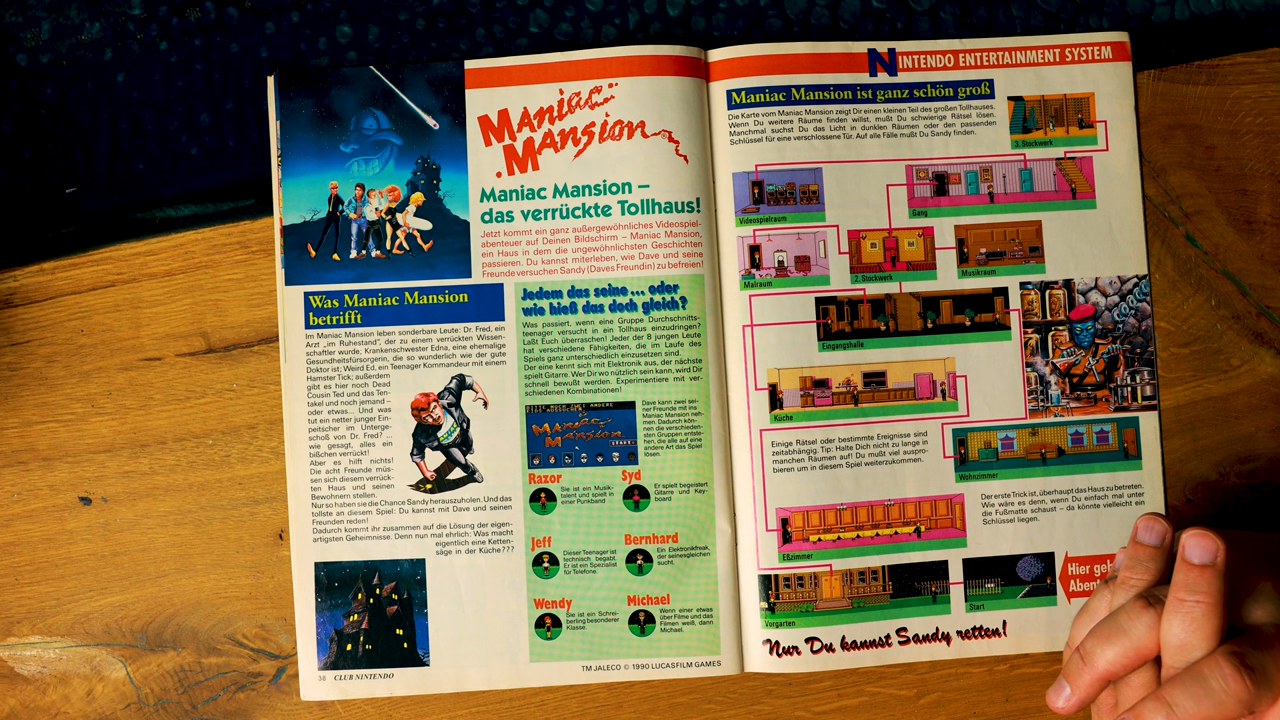 Maniac
Mansion
Maniac Mansion –
das verrückte Tollhaus!
Jetzt kommt ein ganz außergewöhnliches Videospiel-
abenteuer auf Deinen Bildschirm – Maniac Mansion,
ein Haus in dem die ungewöhnlichsten Geschichten
passieren. Du kannst miterleben, wie Dave und seine
Freunde versuchen Sandy (Daves Freundin) zu befreien!
Was Maniac Mansion
betrifft
Im Maniac Mansion leben sonderbare Leute: Dr. Fred, ein
Arzt „im Ruhestand", der zu einem verrückten Wissen-
schaftler wurde; Krankenschwester Edna, eine ehemalige
Gesundheitsfürsorgerin, die so wunderlich wie der gute
Doktor ist; Weird Ed, ein Teenager Kommandeur mit einem
Hamster Tick; außerdem
gibt es hier noch Dead
Cousin Ted und das Ten-
takel und noch jemand –
oder etwas... Und was
tut ein netter junger Ein-
peitscher im Unterge-
schoß von Dr. Fred? ...
wie gesagt, alles ein
bißchen verrückt!
Aber es hilft nichts!
Die acht Freunde müs-
sen sich diesem verrück-
ten Haus und seinen
Bewohnern stellen.
Nur so haben sie die Chance Sandy herauszuholen. Und das
tollste an diesem Spiel: Du kannst mit Dave und seinen
Freunden reden!
Dadurch kommt ihr zusammen auf die Lösung der eigen-
artigsten Geheimnisse. Denn nun mal ehrlich: Was macht
eigentlich eine Ketten-
säge in der Küche???
Jedem das seine ... oder
wie hieß das doch gleich?
Was passiert, wenn eine Gruppe Durchschnitts-
teenager versucht in ein Tollhaus einzudringen?
Laßt Euch überraschen! Jeder der 8 jungen Leute
hat verschiedene Fähigkeiten, die im Laufe des
Spiels ganz unterschiedlich einzusetzen sind.
Der eine kennt sich mit Elektronik aus, der nächste
spielt Gitarre. Wer Dir wo nützlich sein kann, wird Dir
schnell bewußt werden. Experimentiere mit ver-
schiedenen Kombinationen!
Maniac
Mansion
START
Dave kann zwei sei-
ner Freunde mit ins
Maniac Mansion neh-
men. Dadurch kön-
nen die verschieden-
sten Gruppen entste-
hen, die alle auf eine
andere Art das Spiel
lösen.
Razor
Sie ist ein Musik-
talent und spielt in
einer Punkband
Syd
Er spielt begeistert
Gitarre und Key-
board
Jeff
Dieser Teenager ist
technisch begabt.
Er ist ein Spezialist
für Telefone.
Bernhard
Ein Elektronikfreak,
der seinesgleichen
sucht.
Wendy
Sie ist ein Schrei-
berling besonderer
Klasse.
Michael
Wenn einer etwas
über Filme und das
Filmen weiß, dann
Michael.
TM JALECO © 1990 LUCASFILM GAMES
38 CLUB NINTENDO
NINTENDO ENTERTAINMENT SYSTEM
Maniac Mansion ist ganz schön groß
Die Karte vom Maniac Mansion zeigt Dir einen kleinen Teil des großen Tollhauses.
Wenn Du weitere Räume finden willst, mußt Du schwierige Rätsel lösen.
Manchmal suchst Du das Licht in dunklen Räumen oder den passenden
Schlüssel für eine verschlossene Tür. Auf alle Fälle mußt Du Sandy finden.
3. Stockwerk
Videospielraum
Gang
Malraum
2. Stockwerk
Musikraum
Eingangshalle
Küche
Einige Rätsel oder bestimmte Ereignisse sind
zeitabhängig. Tip: Halte Dich nicht zu lange in
manchen Räumen auf! Du mußt viel auspro-
bieren um in diesem Spiel weiterzukommen.
Wohnzimmer
Der erste Trick ist, überhaupt das Haus zu betreten.
Wie wäre es denn, wenn Du einfach mal unter
die Fußmatte schaust – da könnte vielleicht ein
Schlüssel liegen.
Eßzimmer
Vorgarten
Start
Hier geh
Abent
Nur Du kannst Sandy retten!